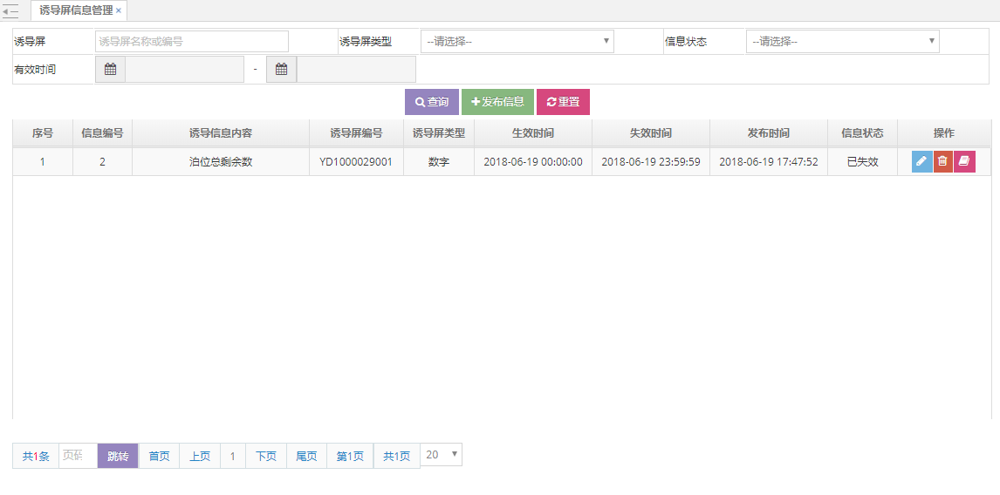 诱导屏信息管理 ×
诱导屏 诱导屏名称或编号 诱导屏类型 --请选择-- 信息状态 --请选择--
有效时间 -
查询 发布信息 重置
序号 信息编号 诱导信息内容 诱导屏编号 诱导屏类型 生效时间 失效时间 发布时间 信息状态 操作
1 2 泊位总剩余数 YD1000029001 数字 2018-06-19 00:00:00 2018-06-19 23:59:59 2018-06-19 17:47:52 已失效
共1条 页码 跳转 首页 上页 1 下页 尾页 第1页 共1页 20